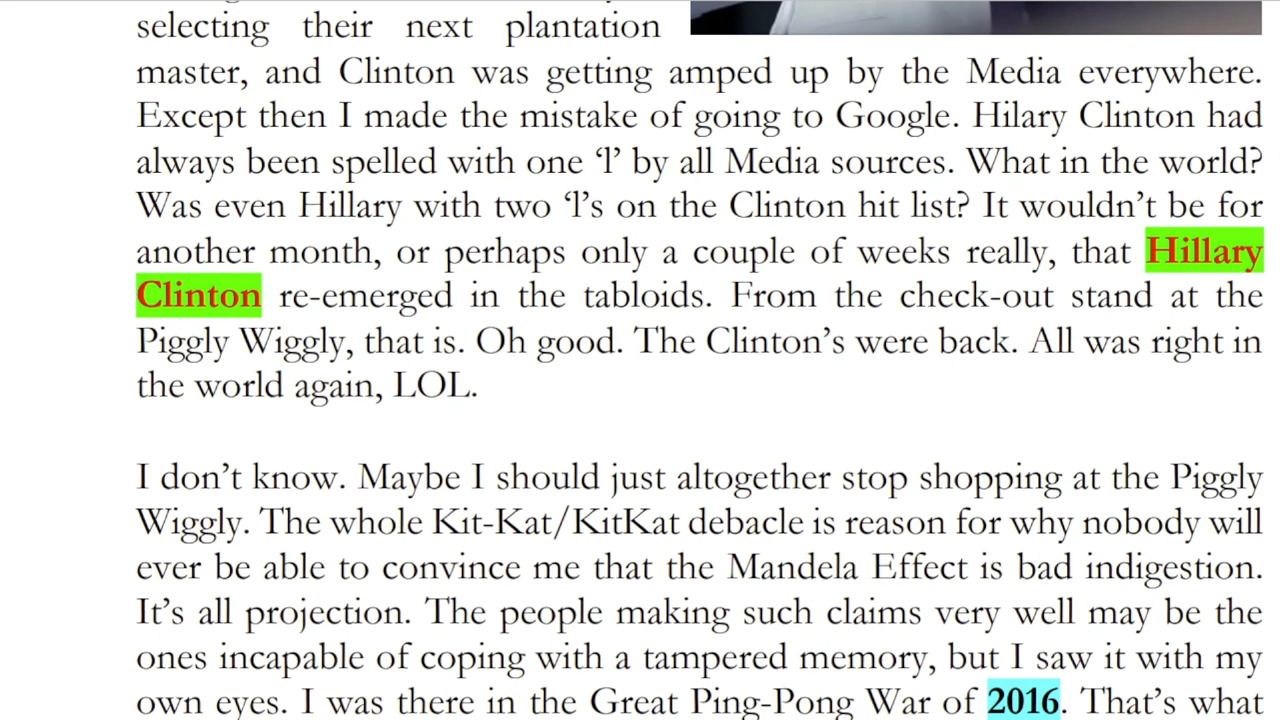 selecting their next plantation
master, and Clinton was getting amped up by the Media everywhere.
Except then I made the mistake of going to Google. Hilary Clinton had
always been spelled with one ‘l’ by all Media sources. What in the world?
Was even Hillary with two ‘l’s on the Clinton hit list? It wouldn’t be for
another month, or perhaps only a couple of weeks really, that Hillary
Clinton re-emerged in the tabloids. From the check-out stand at the
Piggly Wiggly, that is. Oh good. The Clinton’s were back. All was right in
the world again, LOL.
I don’t know. Maybe I should just altogether stop shopping at the Piggly
Wiggly. The whole Kit-Kat/KitKat debacle is reason for why nobody will
ever be able to convince me that the Mandela Effect is bad indigestion.
It’s all projection. The people making such claims very well may be the
ones incapable of coping with a tampered memory, but I saw it with my
own eyes. I was there in the Great Ping-Pong War of 2016. That’s what